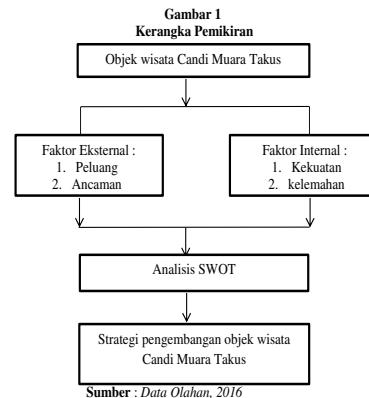 Gambar 1
Kerangka Pemikiran
Objek wisata Candi Muara Takus
Faktor Eksternal :
1. Peluang
2. Ancaman
Faktor Internal :
1. Kekuatan
2. kelemahan
Analisis SWOT
Strategi pengembangan objek wisata
Candi Muara Takus
Sumber : Data Olahan, 2016